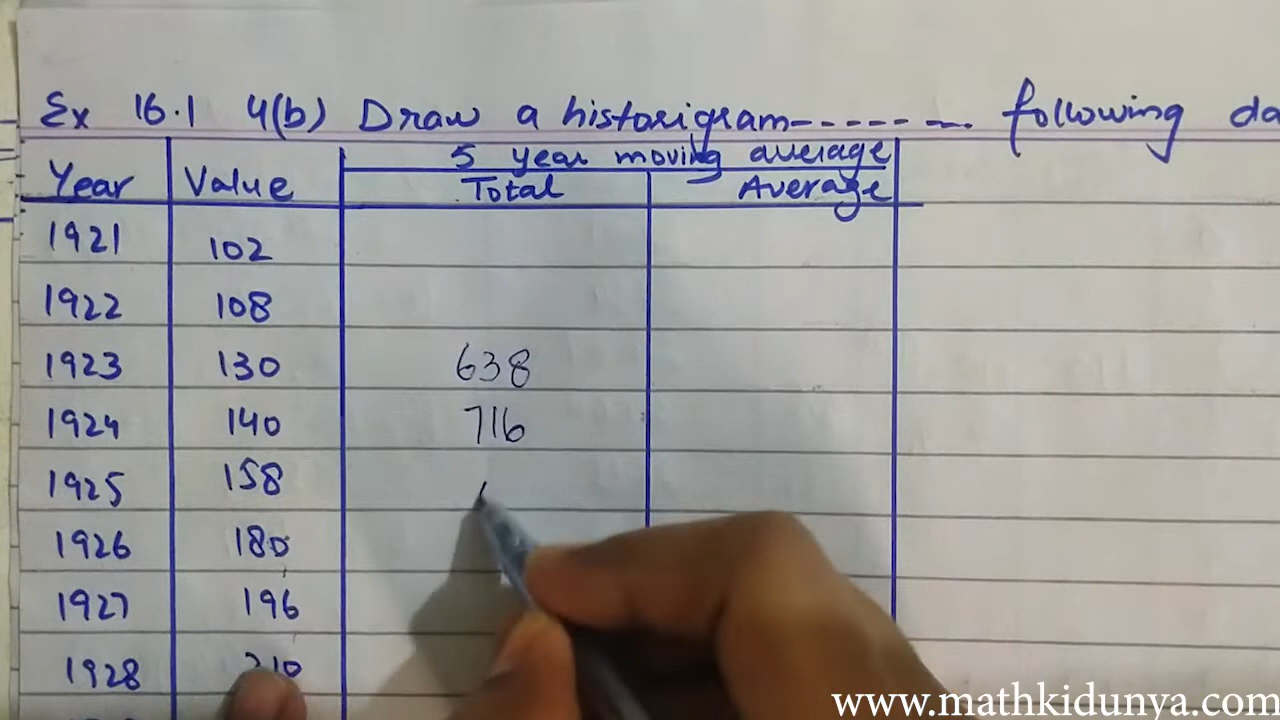 Ex 16.1 4(b) Draw a historigram------- following da
5 year moving average
Year Value Total Average
1921 102
1922 108
1923 130 638
1924 140 716
1925 158
1926 180
1927 196
1928 210
www.mathkidunya.com